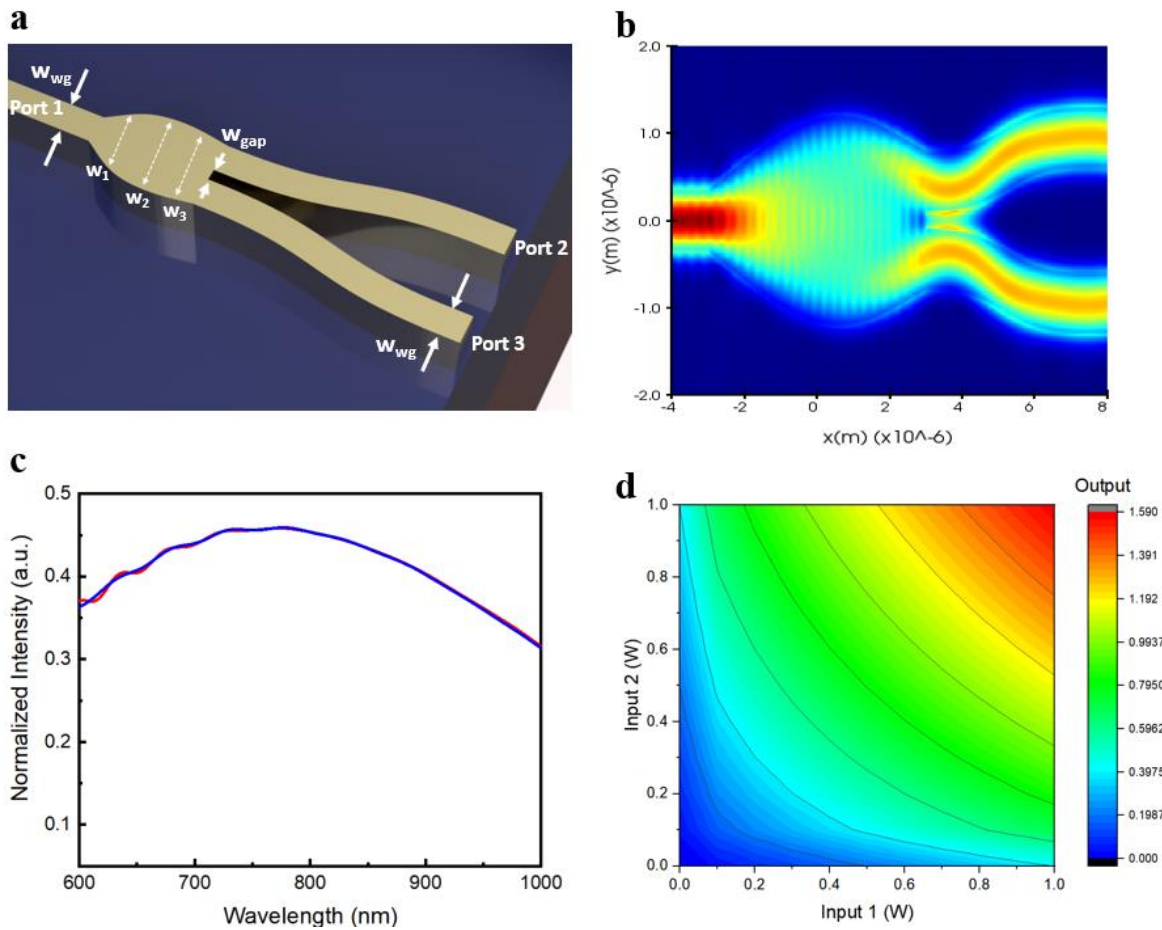 a
w_wg
Port 1
w_1
w_2
w_3
w_gap
Port 2
Port 3
w_wg
b
2.0
1.0
0.0
-1.0
-2.0
y(m) (x10^-6)
-4 -2 0 2 4 6 8
x(m) (x10^-6)
c
0.5
0.4
0.3
0.2
0.1
Normalized Intensity (a.u.)
600 700 800 900 1000
Wavelength (nm)
d
Output
1.0
0.8
0.6
0.4
0.2
0.0
Input 2 (W)
0.0 0.2 0.4 0.6 0.8 1.0
Input 1 (W)
1.590
1.391
1.192
0.9937
0.7950
0.5962
0.3975
0.1987
0.000